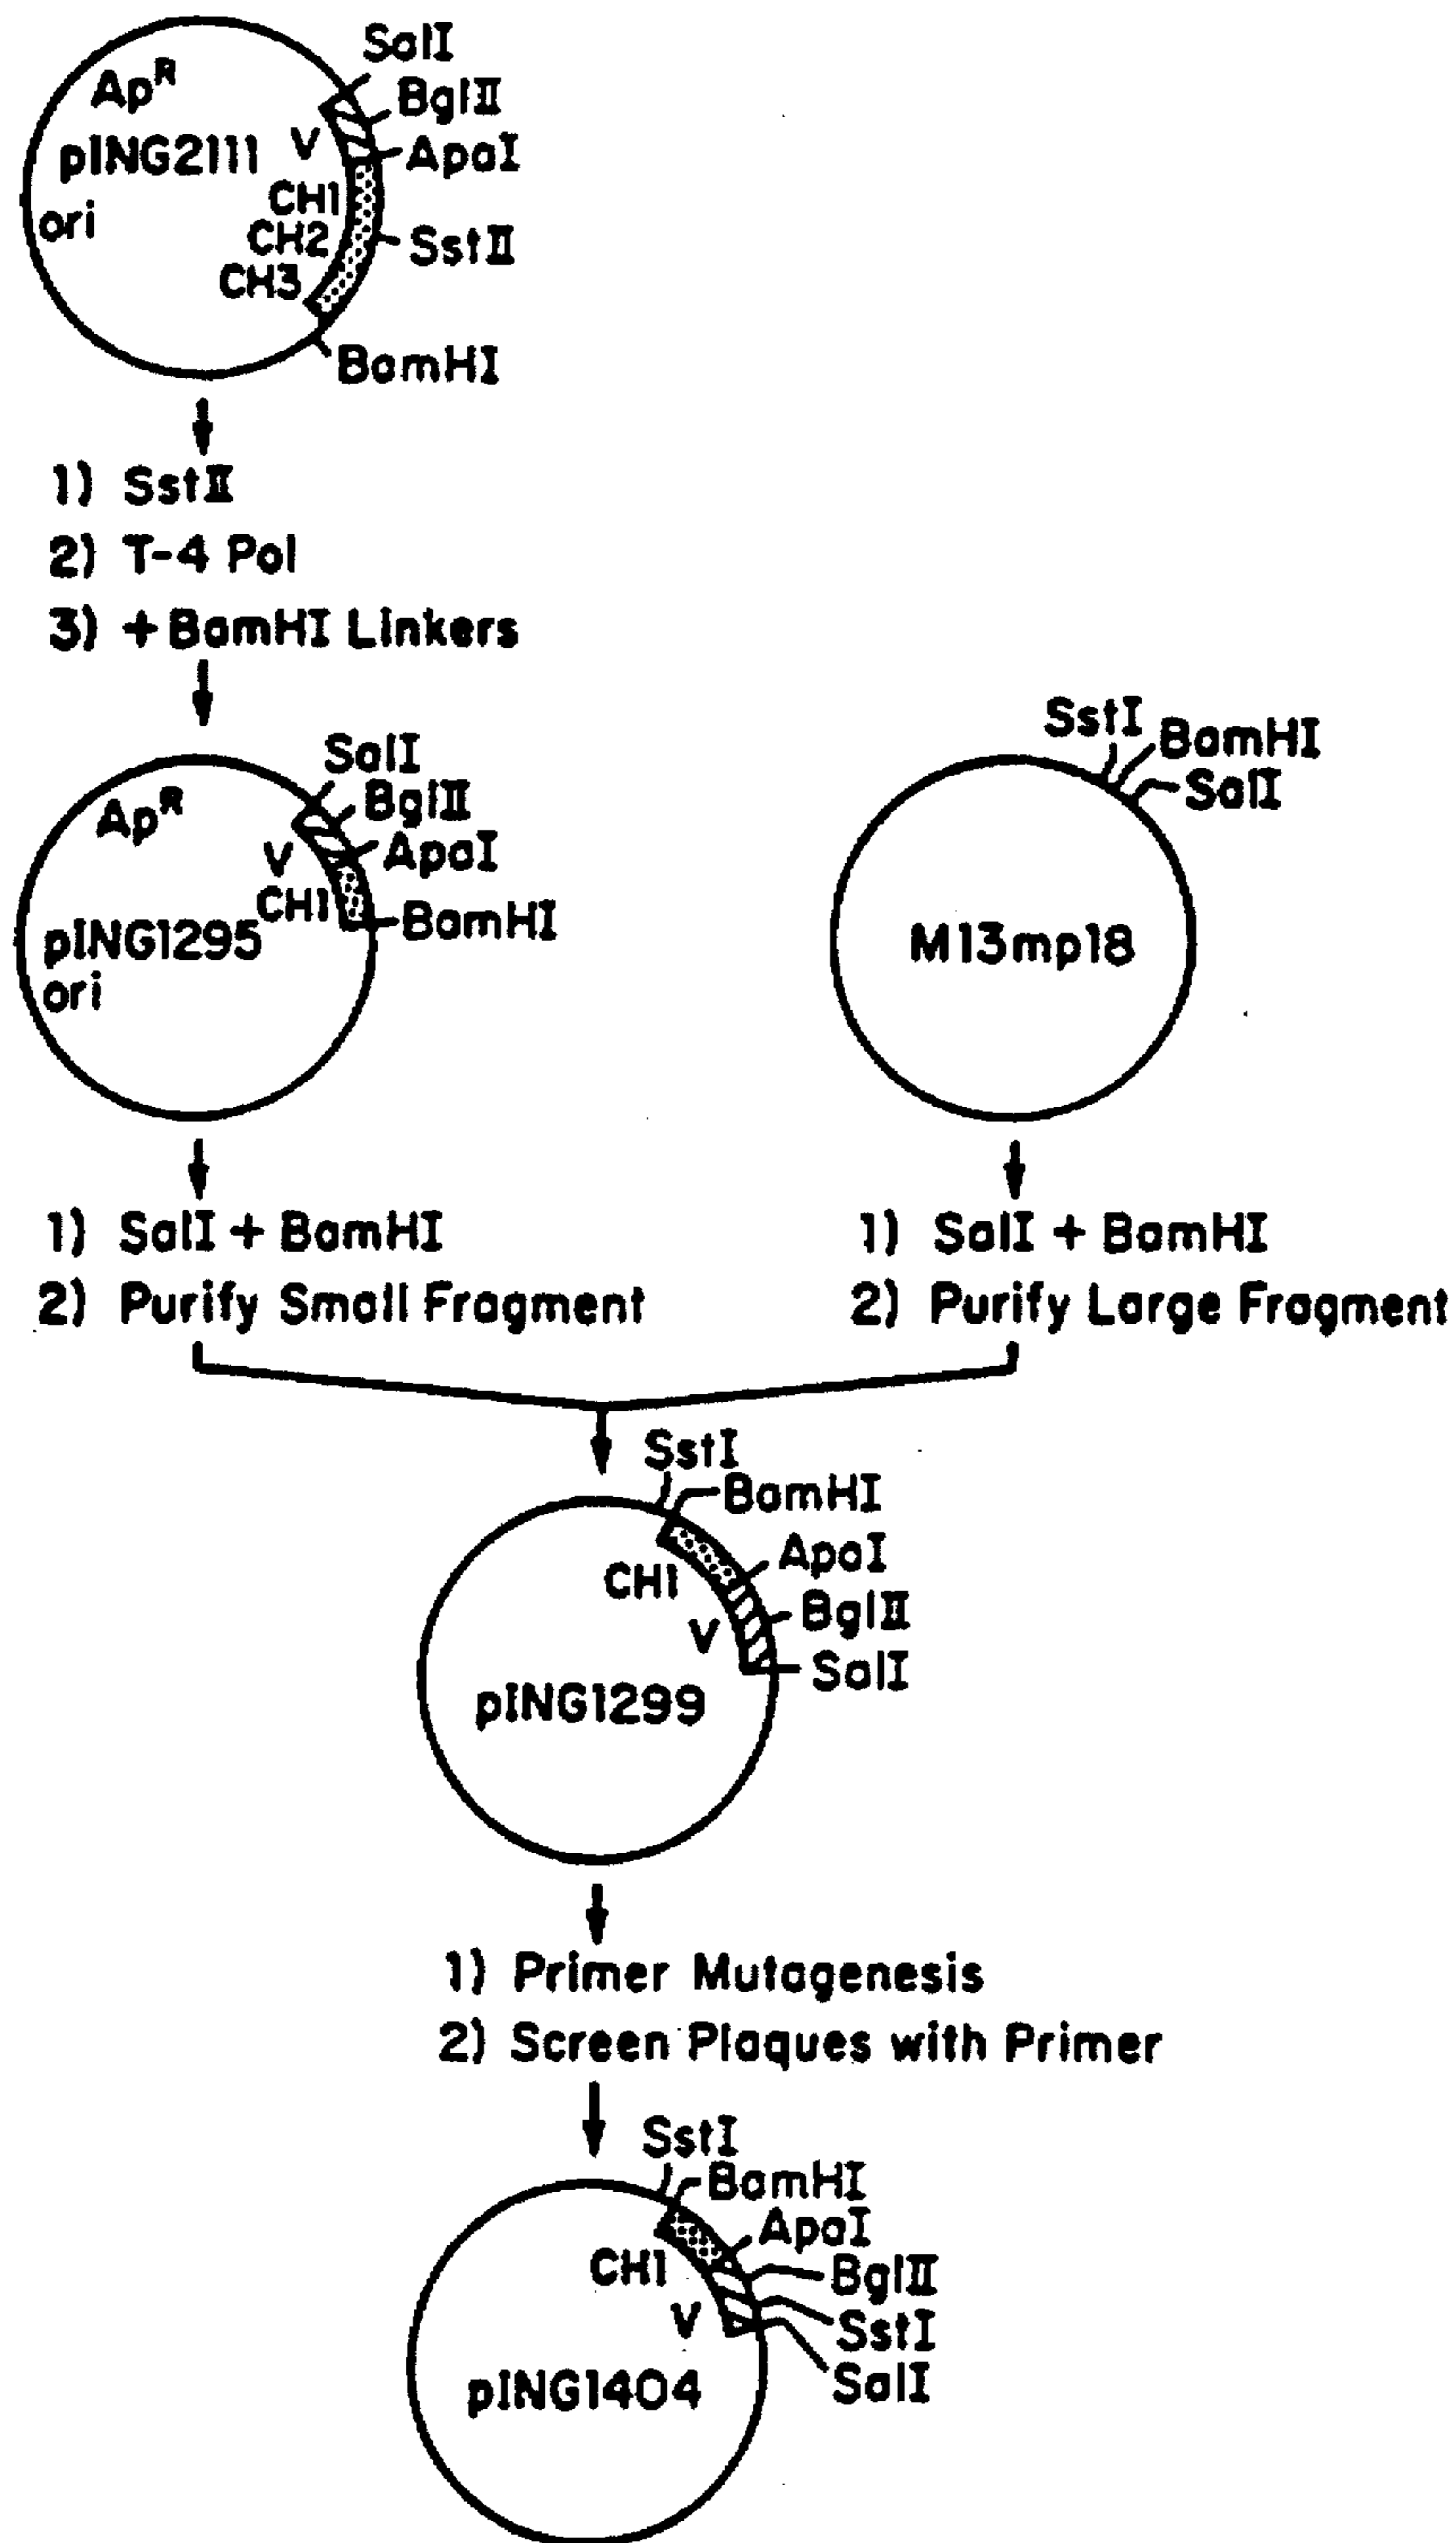 SalI
Ap^R
BglII
V
pING2111
ApaI
CH1
ori
CH2
SstII
CH3
BamHI
1) SstII
2) T-4 Pol
3) +BamHI Linkers
SalI
Ap^R
BglII
V
ApaI
CH1
BamHI
pING1295
ori
SstI
BamHI
SalI
M13mp18
1) SalI + BamHI
2) Purify Small Fragment
1) SalI + BamHI
2) Purify Large Fragment
SstI
BamHI
ApaI
CH1
BglII
V
SalI
pING1299
1) Primer Mutagenesis
2) Screen Plaques with Primer
SstI
BamHI
ApaI
CH1
BglII
V
SstI
SalI
pING1404